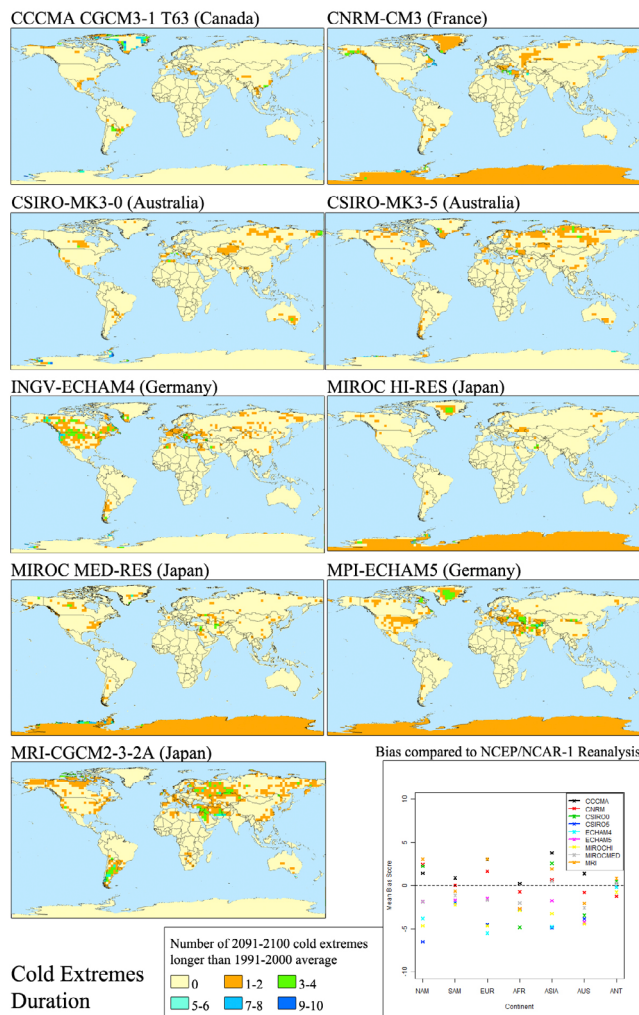 CCCMA CGCM3-1 T63 (Canada)
CNRM-CM3 (France)
CSIRO-MK3-0 (Australia)
CSIRO-MK3-5 (Australia)
INGV-ECHAM4 (Germany)
MIROC HI-RES (Japan)
MIROC MED-RES (Japan)
MPI-ECHAM5 (Germany)
MRI-CGCM2-3-2A (Japan)
Bias compared to NCEP/NCAR-1 Reanalysis
CCCMA
CNRM
CSIRO0
CSIRO5
ECHAM4
ECHAM5
MIROCHI
MIROCMED
MRI
Mean Bias Score
10
5
0
-5
-10
NAM
SAM
EUR
AFR
ASIA
AUS
ANT
Continent
Cold Extremes
Duration
Number of 2091-2100 cold extremes
longer than 1991-2000 average
0
1-2
3-4
5-6
7-8
9-10